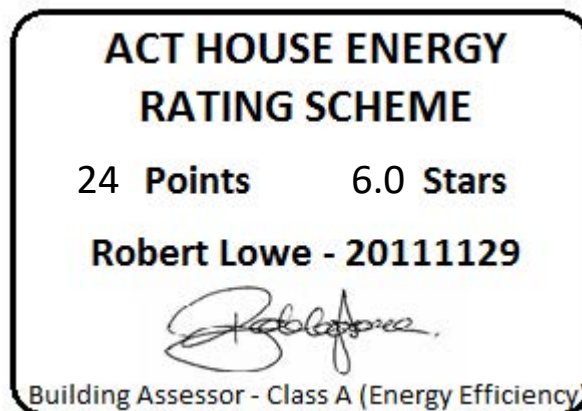 ACT HOUSE ENERGY
RATING SCHEME
24 Points 6.0 Stars
Robert Lowe - 20111129
Building Assessor - Class A (Energy Efficiency)